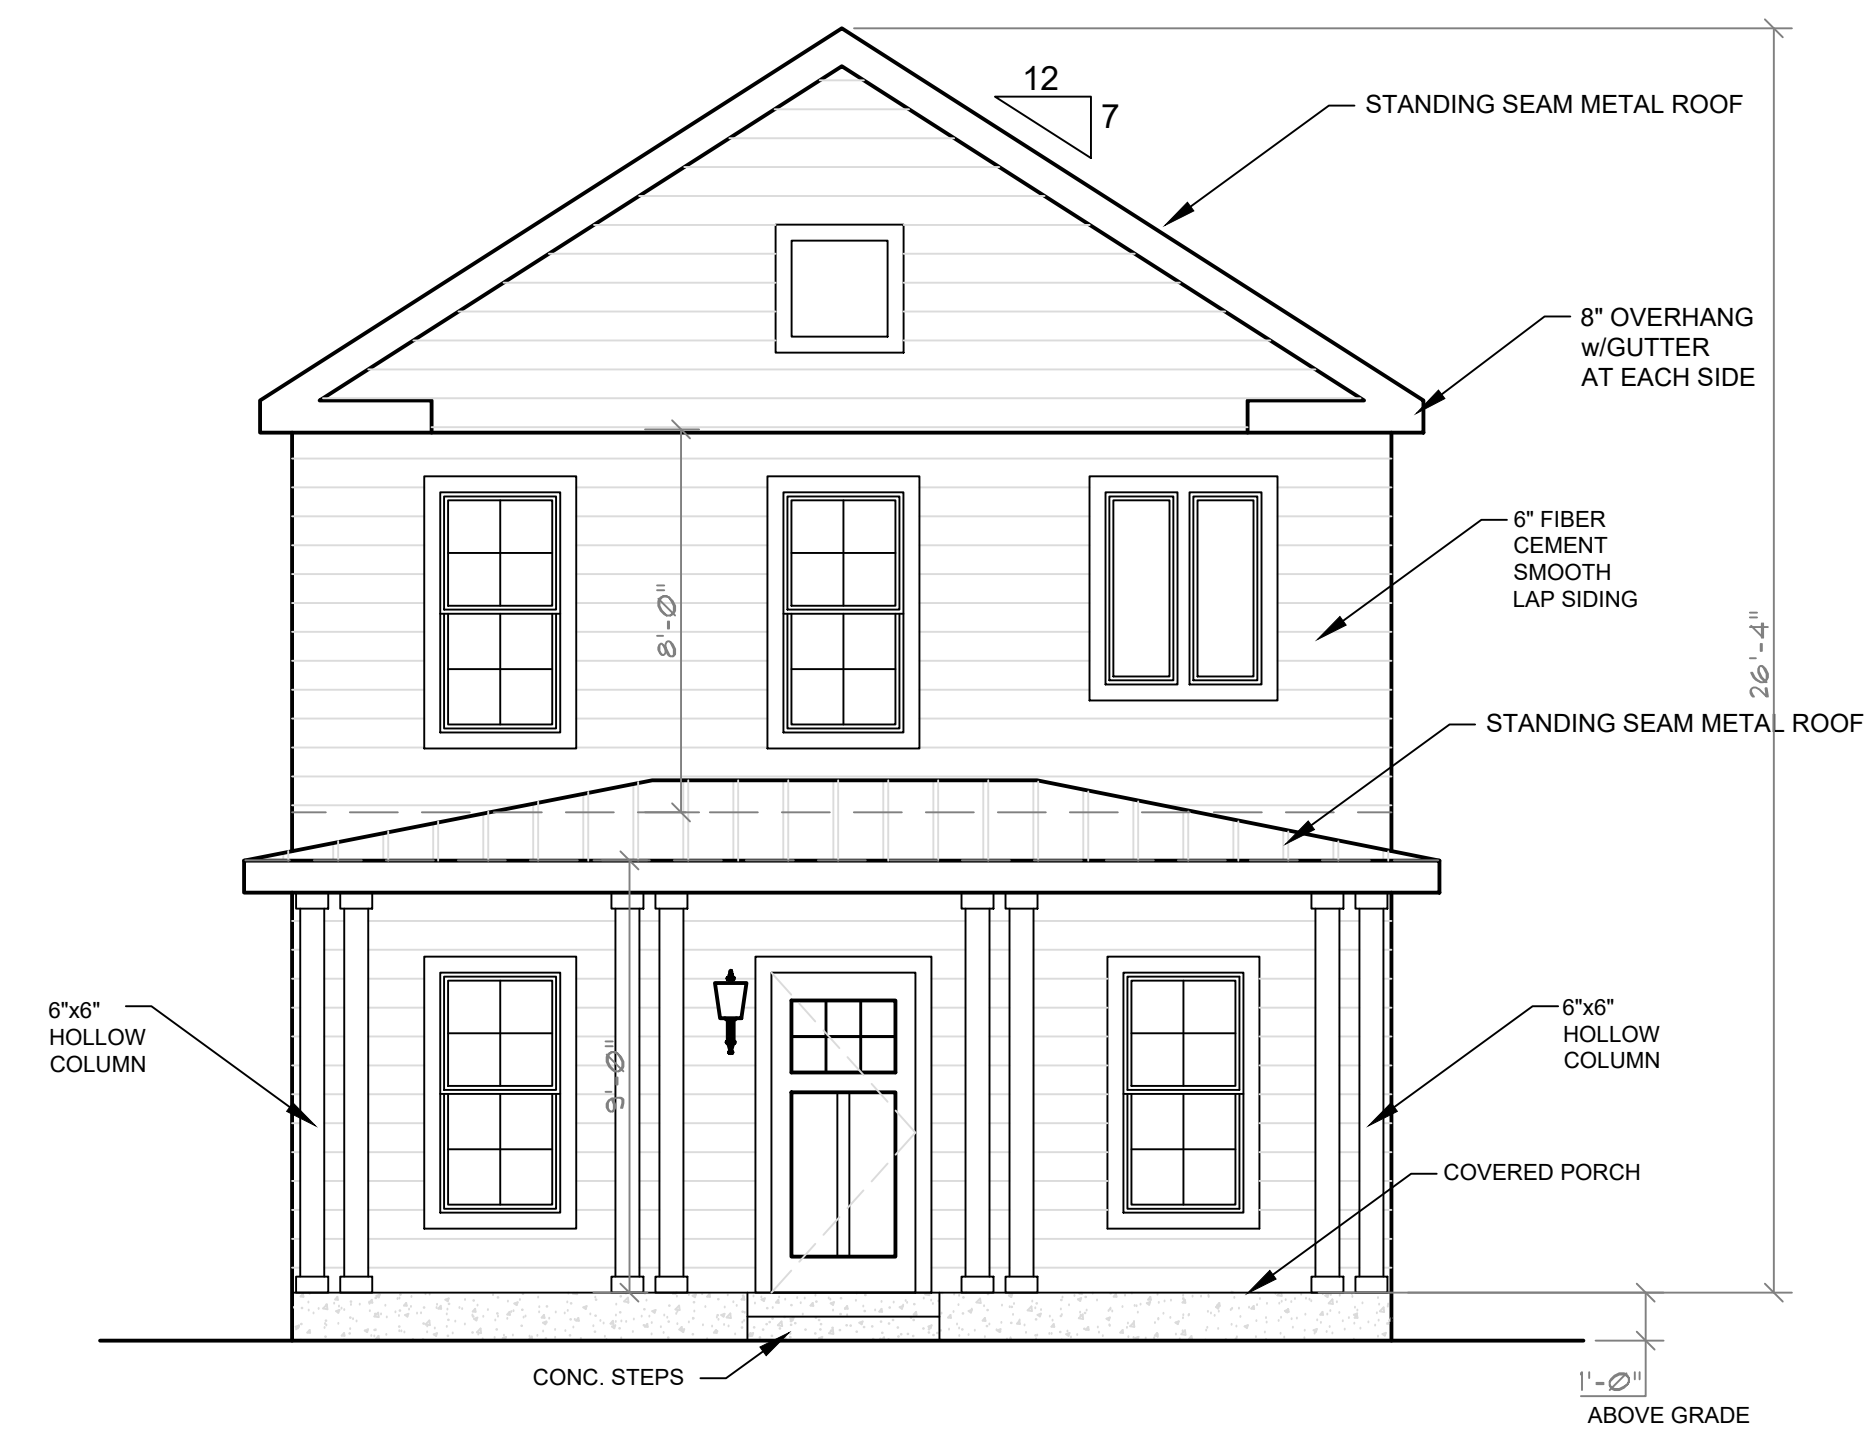 12
7
STANDING SEAM METAL ROOF
8" OVERHANG
w/GUTTER
AT EACH SIDE
6" FIBER
CEMENT
SMOOTH
LAP SIDING
8'-0"
26'-4"
STANDING SEAM METAL ROOF
6"x6"
HOLLOW
COLUMN
9'-0"
6"x6"
HOLLOW
COLUMN
COVERED PORCH
CONC. STEPS
1'-0"
ABOVE GRADE